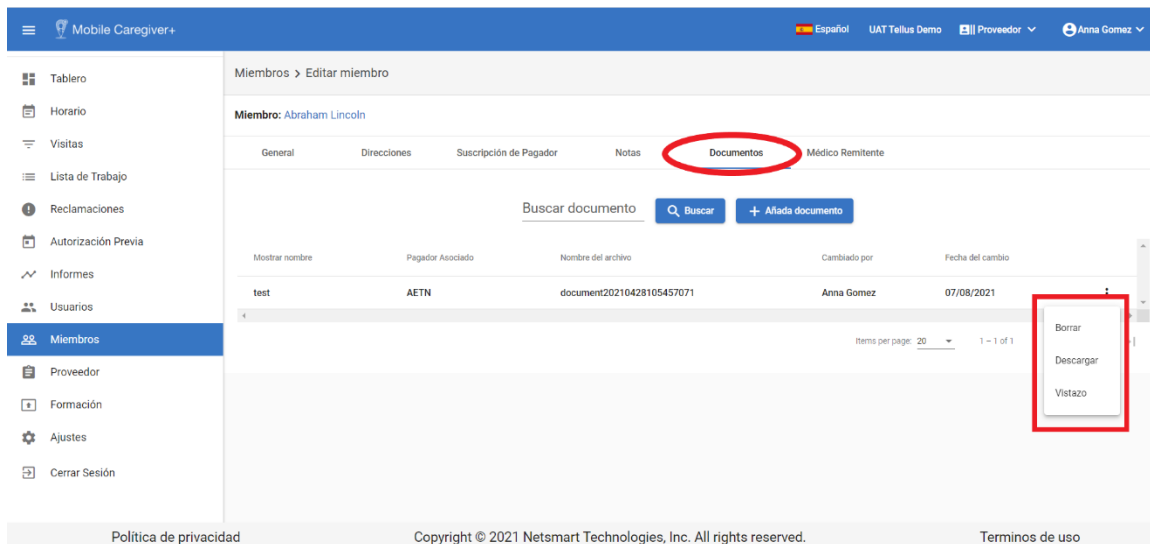 Mobile Caregiver+
Español UAT Tellus Demo Proveedor Anna Gomez
Tablero
Horario
Visitas
Lista de Trabajo
Reclamaciones
Autorización Previa
Informes
Usuarios
Miembros
Proveedor
Formación
Ajustes
Cerrar Sesión
Miembros > Editar miembro
Miembro: Abraham Lincoln
General Direcciones Suscripción de Pagador Notas Documentos Médico Remitente
Buscar documento Buscar + Añada documento
Mostrar nombre Pagador Asociado Nombre del archivo Cambiado por Fecha del cambio
test AETN document20210428105457071 Anna Gomez 07/08/2021
Items per page: 20 1 – 1 of 1
Borrar
Descargar
Vistazo
Política de privacidad Copyright © 2021 Netsmart Technologies, Inc. All rights reserved. Terminos de uso